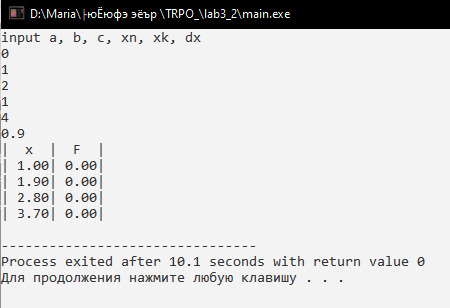 D:\Maria\├юЁюфэ эёър \TRPO_\lab3_2\main.exe
input a, b, c, xn, xk, dx
0
1
2
1
4
0.9
|  x  |  F  |
| 1.00| 0.00|
| 1.90| 0.00|
| 2.80| 0.00|
| 3.70| 0.00|
--------------------------------
Process exited after 10.1 seconds with return value 0
Для продолжения нажмите любую клавишу . . .